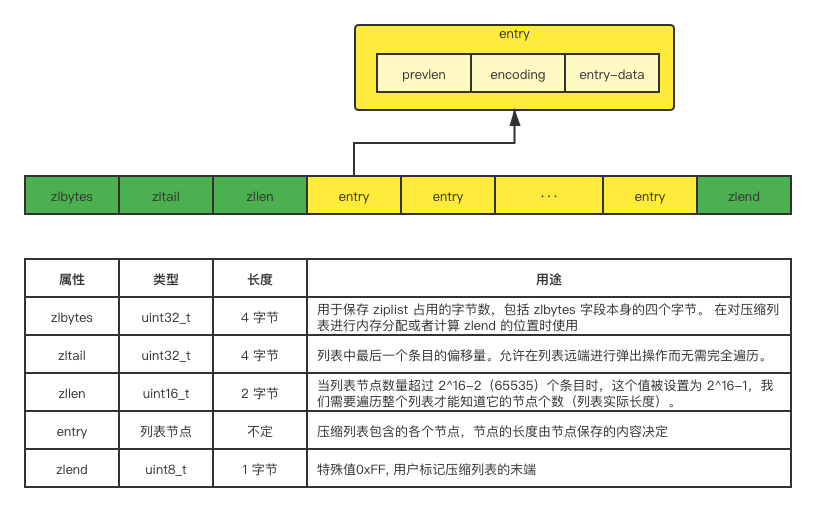 entry
prevlen encoding entry-data
zlbytes zltail zllen entry entry ··· entry zlend
属性 类型 长度 用途
zlbytes uint32_t 4 字节 用于保存 ziplist 占用的字节数，包括 zlbytes 字段本身的四个字节。 在对压缩列
表进行内存分配或者计算 zlend 的位置时使用
zltail uint32_t 4 字节 列表中最后一个条目的偏移量。允许在列表远端进行弹出操作而无需完全遍历。
zllen uint16_t 2 字节 当列表节点数量超过 2^16-2（65535）个条目时，这个值被设置为 2^16-1，我
们需要遍历整个列表才能知道它的节点个数（列表实际长度）。
entry 列表节点 不定 压缩列表包含的各个节点，节点的长度由节点保存的内容决定
zlend uint8_t 1 字节 特殊值0xFF, 用户标记压缩列表的末端